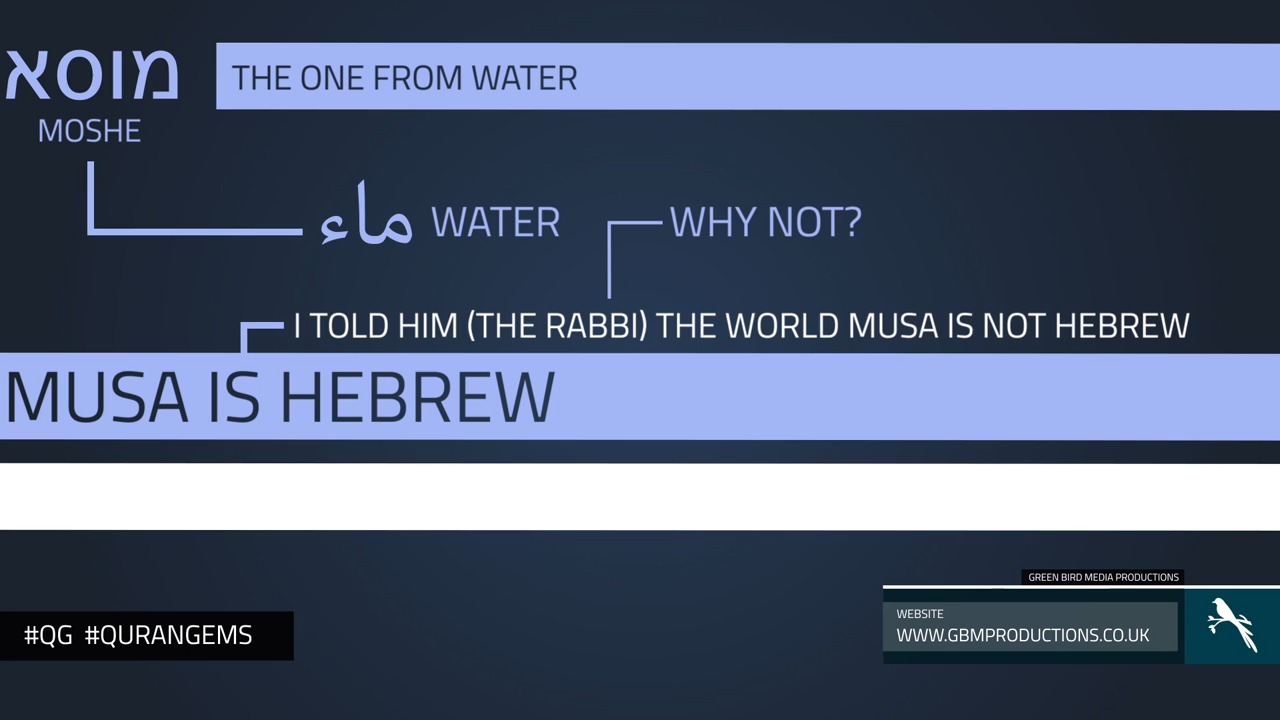 מוסא
THE ONE FROM WATER
MOSHE
ماء WATER
WHY NOT?
I TOLD HIM (THE RABBI) THE WORLD MUSA IS NOT HEBREW
MUSA IS HEBREW
GREEN BIRD MEDIA PRODUCTIONS
WEBSITE
WWW.GBMPRODUCTIONS.CO.UK
#QG #QURANGEMS